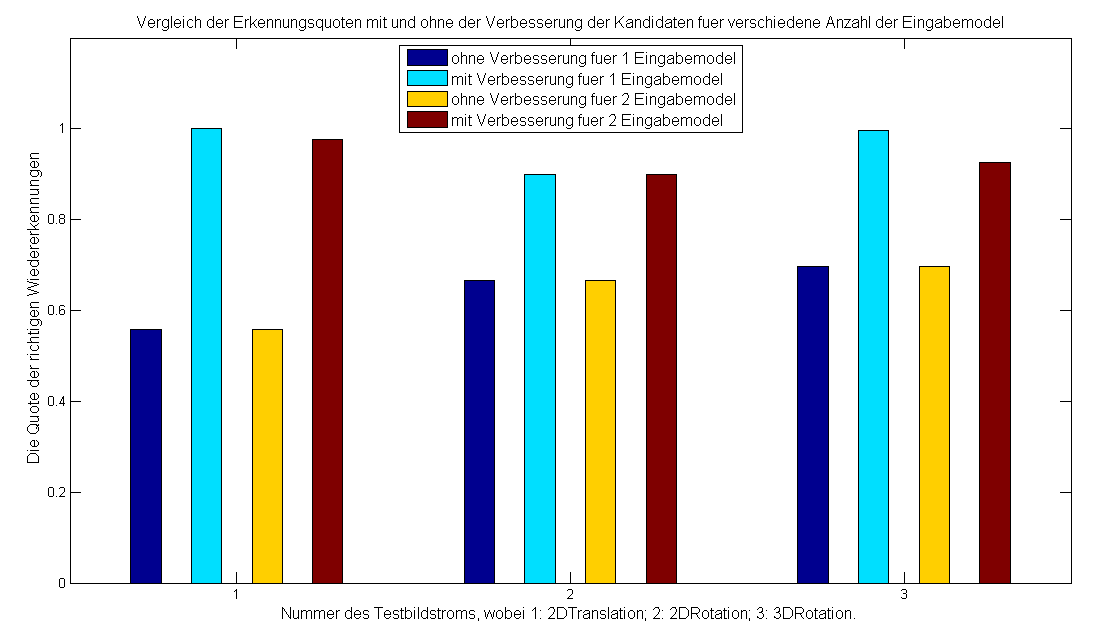 Vergleich der Erkennungsquoten mit und ohne der Verbesserung der Kandidaten fuer verschiedene Anzahl der Eingabemodel
ohne Verbesserung fuer 1 Eingabemodel
mit Verbesserung fuer 1 Eingabemodel
ohne Verbesserung fuer 2 Eingabemodel
mit Verbesserung fuer 2 Eingabemodel
Die Quote der richtigen Wiedererkennungen
1
0.8
0.6
0.4
0.2
0
1 2 3
Nummer des Testbildstroms, wobei 1: 2DTranslation; 2: 2DRotation; 3: 3DRotation.